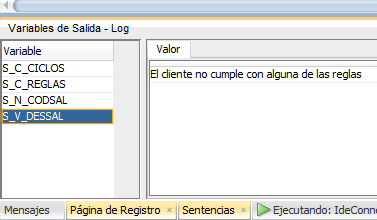 Variables de Salida - Log
Variable
S_C_CICLOS
S_C_REGLAS
S_N_CODSAL
S_V_DESSAL
Valor
El cliente no cumple con alguna de las reglas
Mensajes
Página de Registro ×
Sentencias ×
Ejecutando: IdeConne